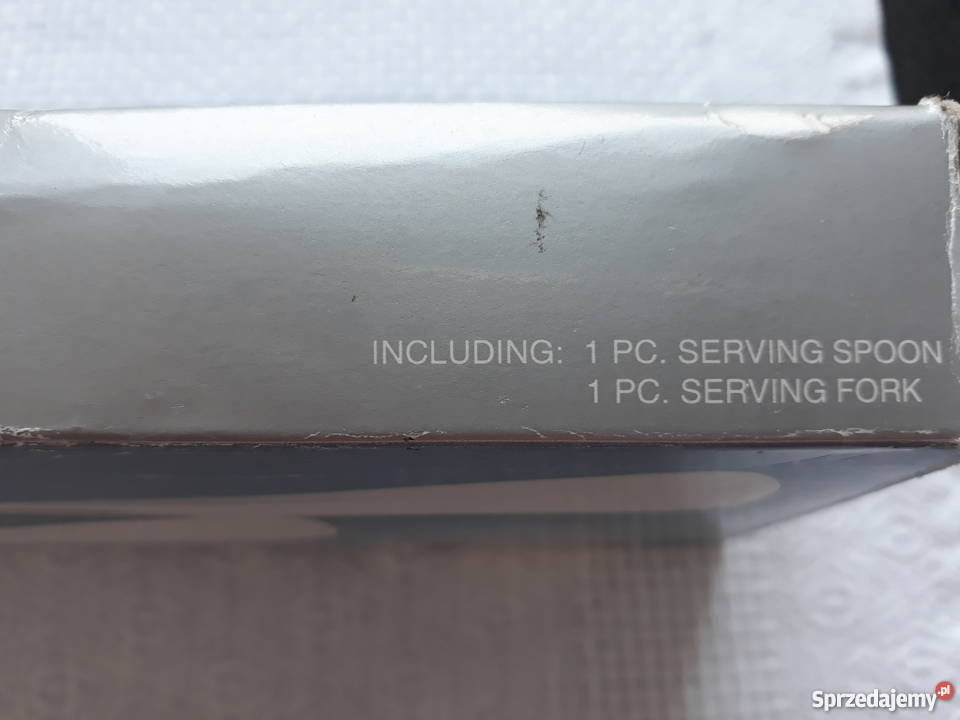 INCLUDING: 1 PC. SERVING SPOON
1 PC. SERVING FORK
Sprzedajemy.pl